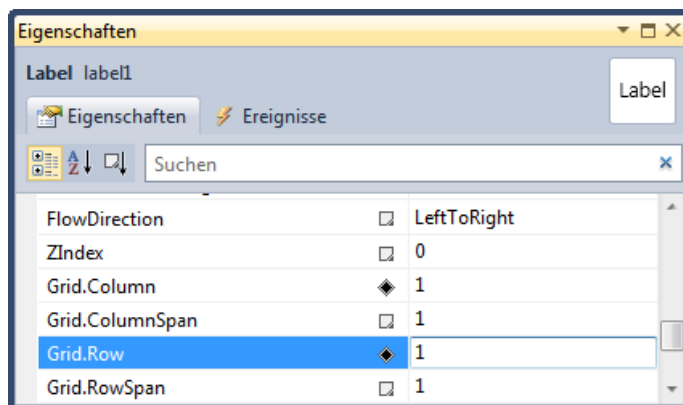 Eigenschaften
Label label1
Label
Eigenschaften Ereignisse
A Z Suchen
FlowDirection LeftToRight
ZIndex 0
Grid.Column 1
Grid.ColumnSpan 1
Grid.Row 1
Grid.RowSpan 1